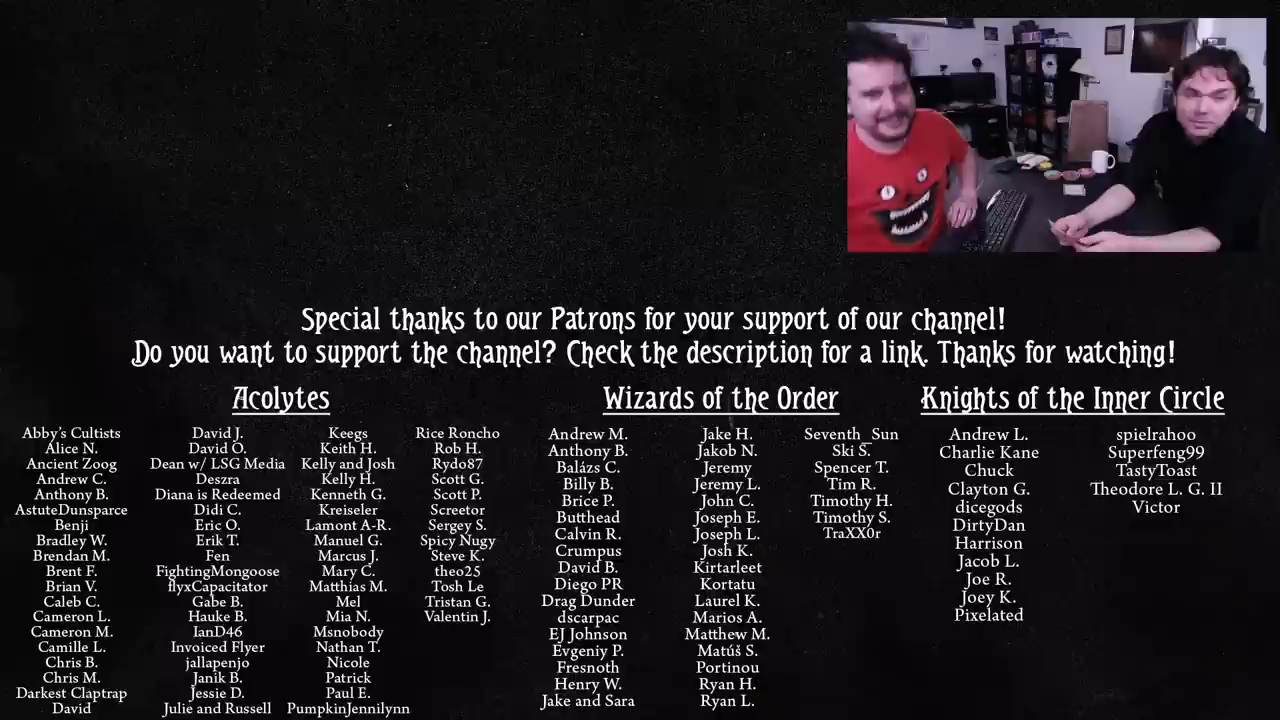 Special thanks to our Patrons for your support of our channel!
Do you want to support the channel? Check the description for a link. Thanks for watching!
Acolytes
Abby's Cultists
Alice N.
Ancient Zoog
Andrew C.
Anthony B.
AstuteDunsparce
Benji
Bradley W.
Brendan M.
Brent F.
Brian V.
Caleb C.
Cameron L.
Cameron M.
Camille L.
Chris B.
Chris M.
Darkest Claptrap
David
David J.
David O.
Dean w/ LSG Media
Deszra
Diana is Redeemed
Didi C.
Eric O.
Erik T.
Fen
FightingMongoose
flyxCapacitator
Gabe B.
Hauke B.
IanD46
Invoiced Flyer
jallapenjo
Janik B.
Jessie D.
Julie and Russell
Keegs
Keith H.
Kelly and Josh
Kelly H.
Kenneth G.
Kreiseler
Lamont A-R.
Manuel G.
Marcus J.
Mary C.
Matthias M.
Mel
Mia N.
Msnobody
Nathan T.
Nicole
Patrick
Paul E.
PumpkinJennilynn
Rice Roncho
Rob H.
Rydo87
Scott G.
Scott P.
Screetor
Sergey S.
Spicy Nugy
Steve K.
theo25
Tosh Le
Tristan G.
Valentin J.
Wizards of the Order
Andrew M.
Anthony B.
Balázs C.
Billy B.
Brice P.
Butthead
Calvin R.
Crumpus
David B.
Diego PR
Drag Dunder
dscarpac
EJ Johnson
Evgeniy P.
Fresnoth
Henry W.
Jake and Sara
Jake H.
Jakob N.
Jeremy
Jeremy L.
John C.
Joseph E.
Joseph L.
Josh K.
Kirtarleet
Kortatu
Laurel K.
Marios A.
Matthew M.
Matúš S.
Portinou
Ryan H.
Ryan L.
Seventh_Sun
Ski S.
Spencer T.
Tim R.
Timothy H.
Timothy S.
TraXX0r
Knights of the Inner Circle
Andrew L.
Charlie Kane
Chuck
Clayton G.
dicegods
DirtyDan
Harrison
Jacob L.
Joe R.
Joey K.
Pixelated
spielrahoo
Superfeng99
TastyToast
Theodore L. G. II
Victor